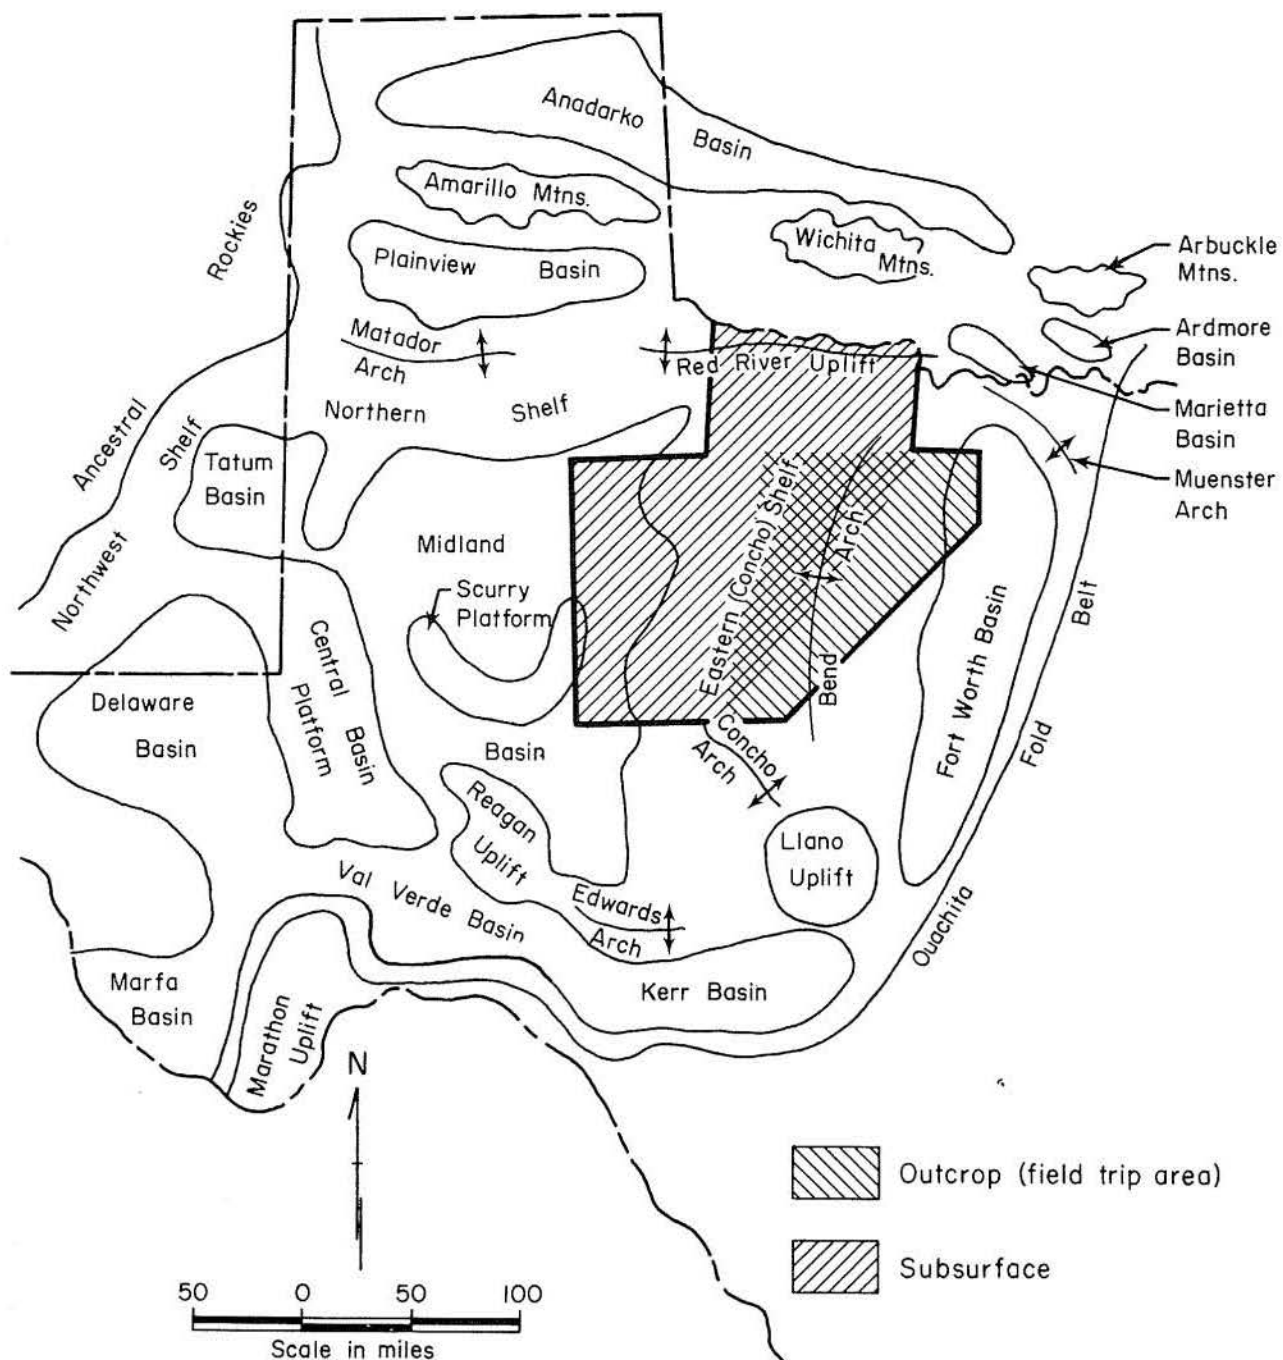 Anadarko
Basin
Amarillo Mtns.
Rockies
Wichita
Mtns.
Arbuckle
Mtns.
Plainview Basin
Ardmore
Basin
Matador
Arch
Red River Uplift
Marietta
Basin
Northern Shelf
Ancestral
Shelf
Tatum
Basin
Muenster
Arch
Northwest
Midland
Eastern (Concho) Shelf
Arch
Bend
Scurry
Platform
Belt
Fort Worth Basin
Central Basin
Platform
Delaware
Basin
Basin
Concho
Arch
Fold
Reagan
Uplift
Llano
Uplift
Val Verde Basin
Edwards
Arch
Ouachita
Marfa
Basin
Kerr Basin
Marathon
Uplift
N
Outcrop (field trip area)
Subsurface
50 0 50 100
Scale in miles